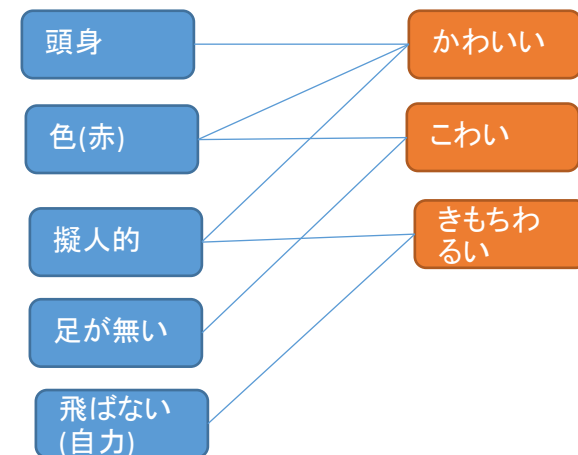 頭身
かわいい
色(赤)
こわい
擬人的
きもちわ
るい
足が無い
飛ばない
(自力)